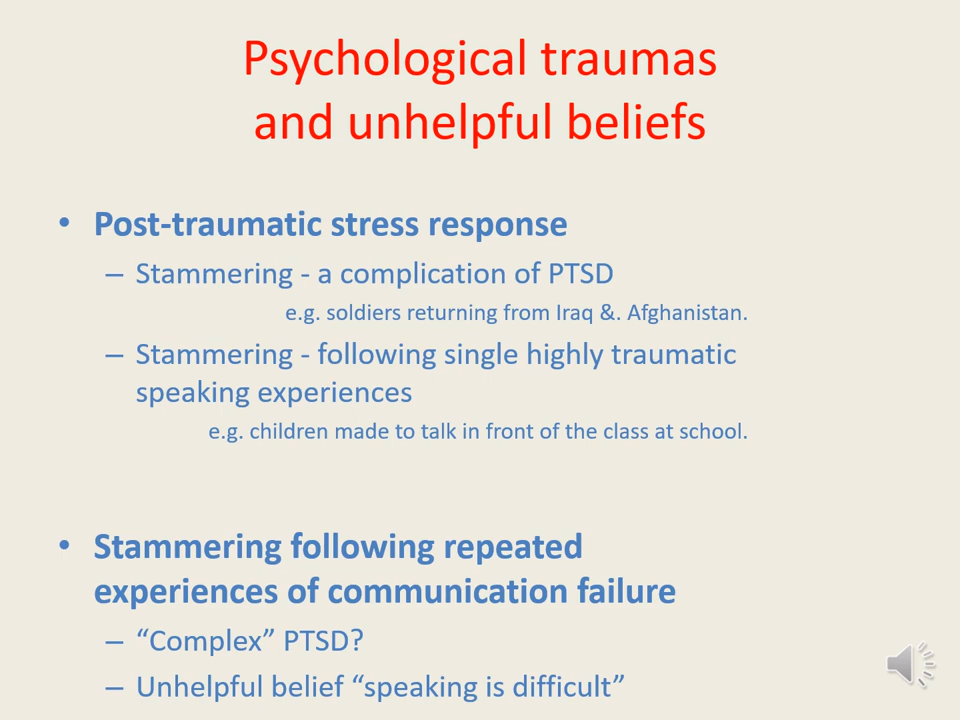 Psychological traumas
and unhelpful beliefs
• Post-traumatic stress response
– Stammering - a complication of PTSD
e.g. soldiers returning from Iraq &. Afghanistan.
– Stammering - following single highly traumatic
speaking experiences
e.g. children made to talk in front of the class at school.
• Stammering following repeated
experiences of communication failure
– “Complex” PTSD?
– Unhelpful belief “speaking is difficult”